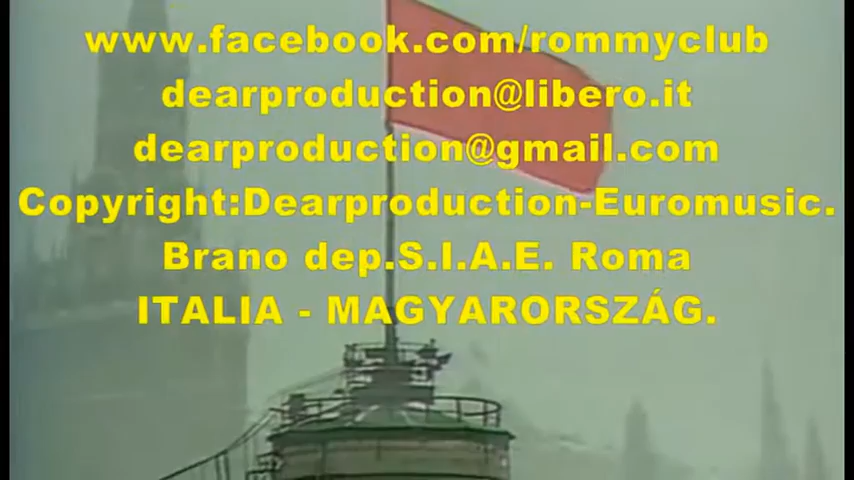 www.facebook.com/rommyclub
dearproduction@libero.it
dearproduction@gmail.com
Copyright:Dearproduction-Euromusic.
Brano dep.S.I.A.E. Roma
ITALIA - MAGYARORSZÁG.